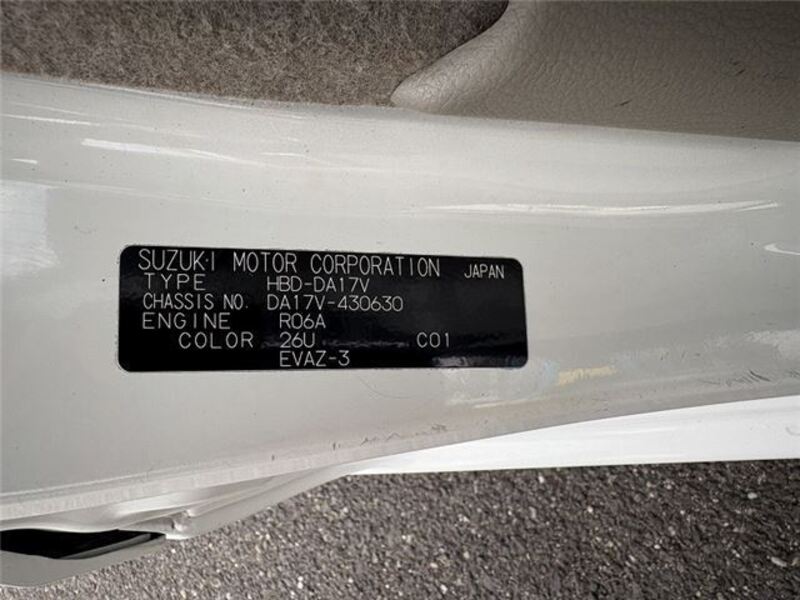 SUZUKI MOTOR CORPORATION JAPAN
TYPE HBD-DA17V
CHASSIS NO. DA17V-430630
ENGINE R06A
COLOR 26U C01
EVAZ-3